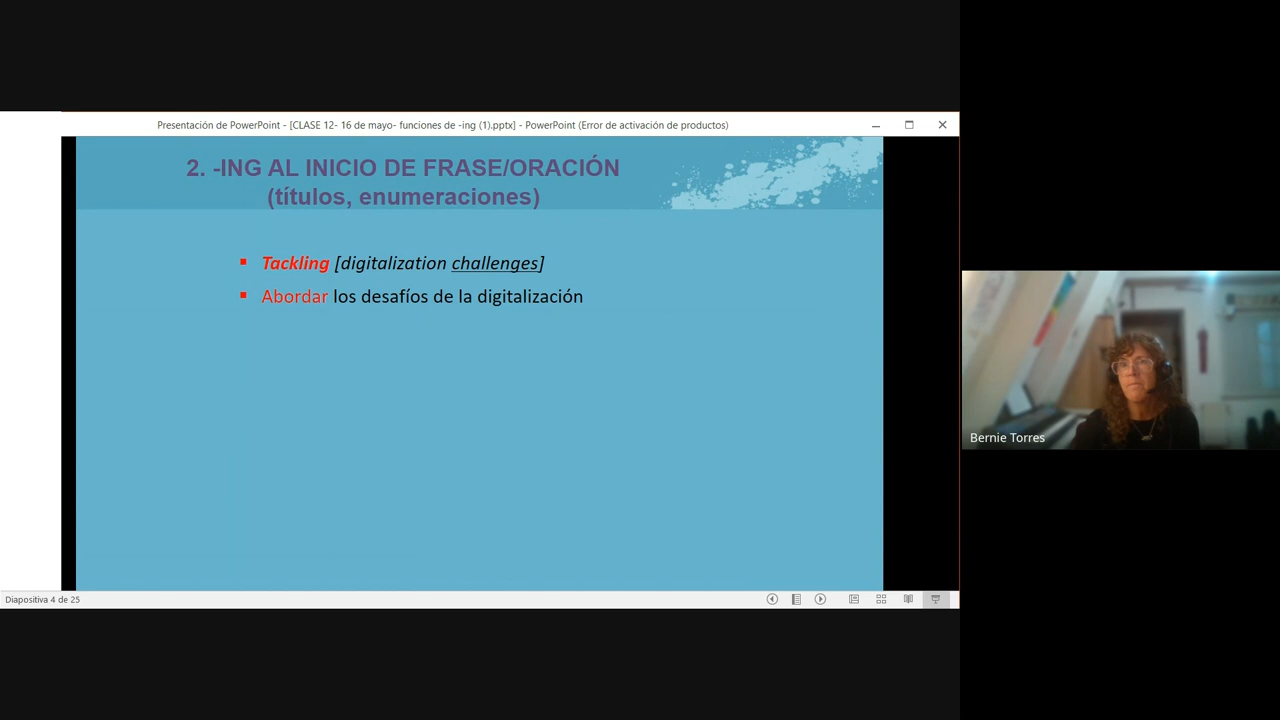 Presentación de PowerPoint - [CLASE 12- 16 de mayo- funciones de -ing (1).pptx] - PowerPoint (Error de activación de productos)
2. -ING AL INICIO DE FRASE/ORACIÓN
(títulos, enumeraciones)
Tackling [digitalization challenges]
Abordar los desafíos de la digitalización
Bernie Torres
Diapositiva 4 de 25